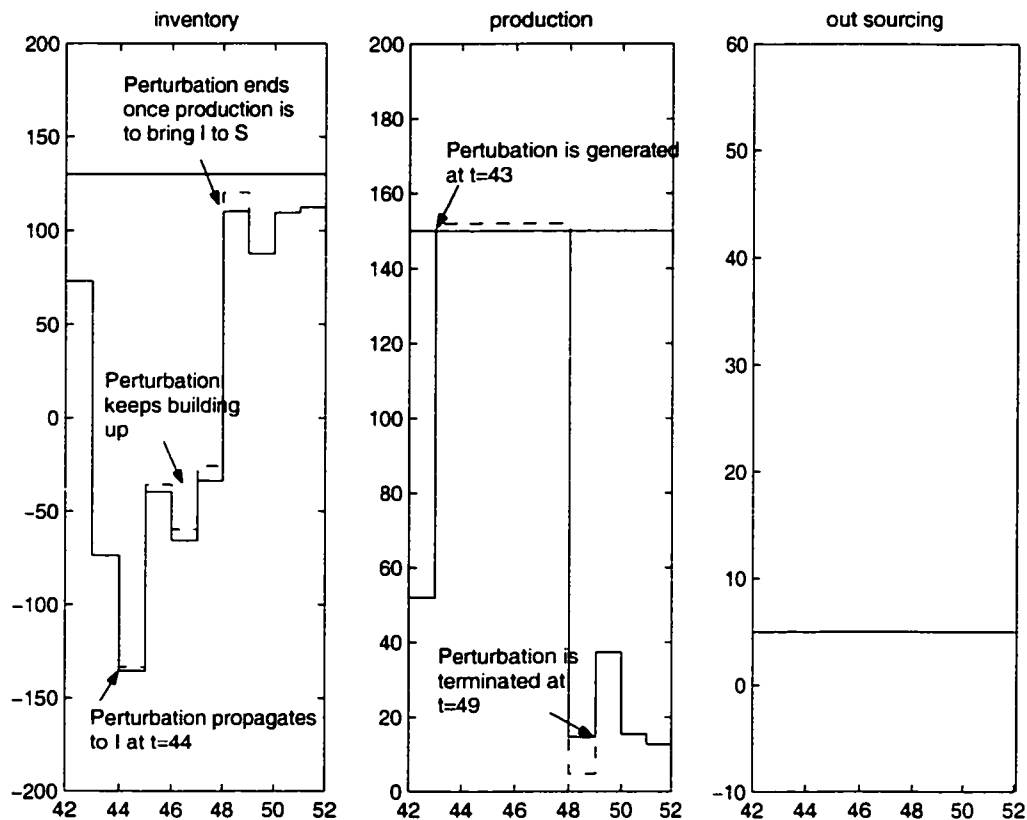 inventory
200
150
100
50
0
−50
−100
−150
−200
42 44 46 48 50 52
Perturbation ends
once production is
to bring I to S
Perturbation
keeps building
up
Perturbation propagates
to I at t=44
production
200
180
160
140
120
100
80
60
40
20
0
42 44 46 48 50 52
Pertubation is generated
at t=43
Perturbation is
terminated at
t=49
out sourcing
60
50
40
30
20
10
0
−10
42 44 46 48 50 52